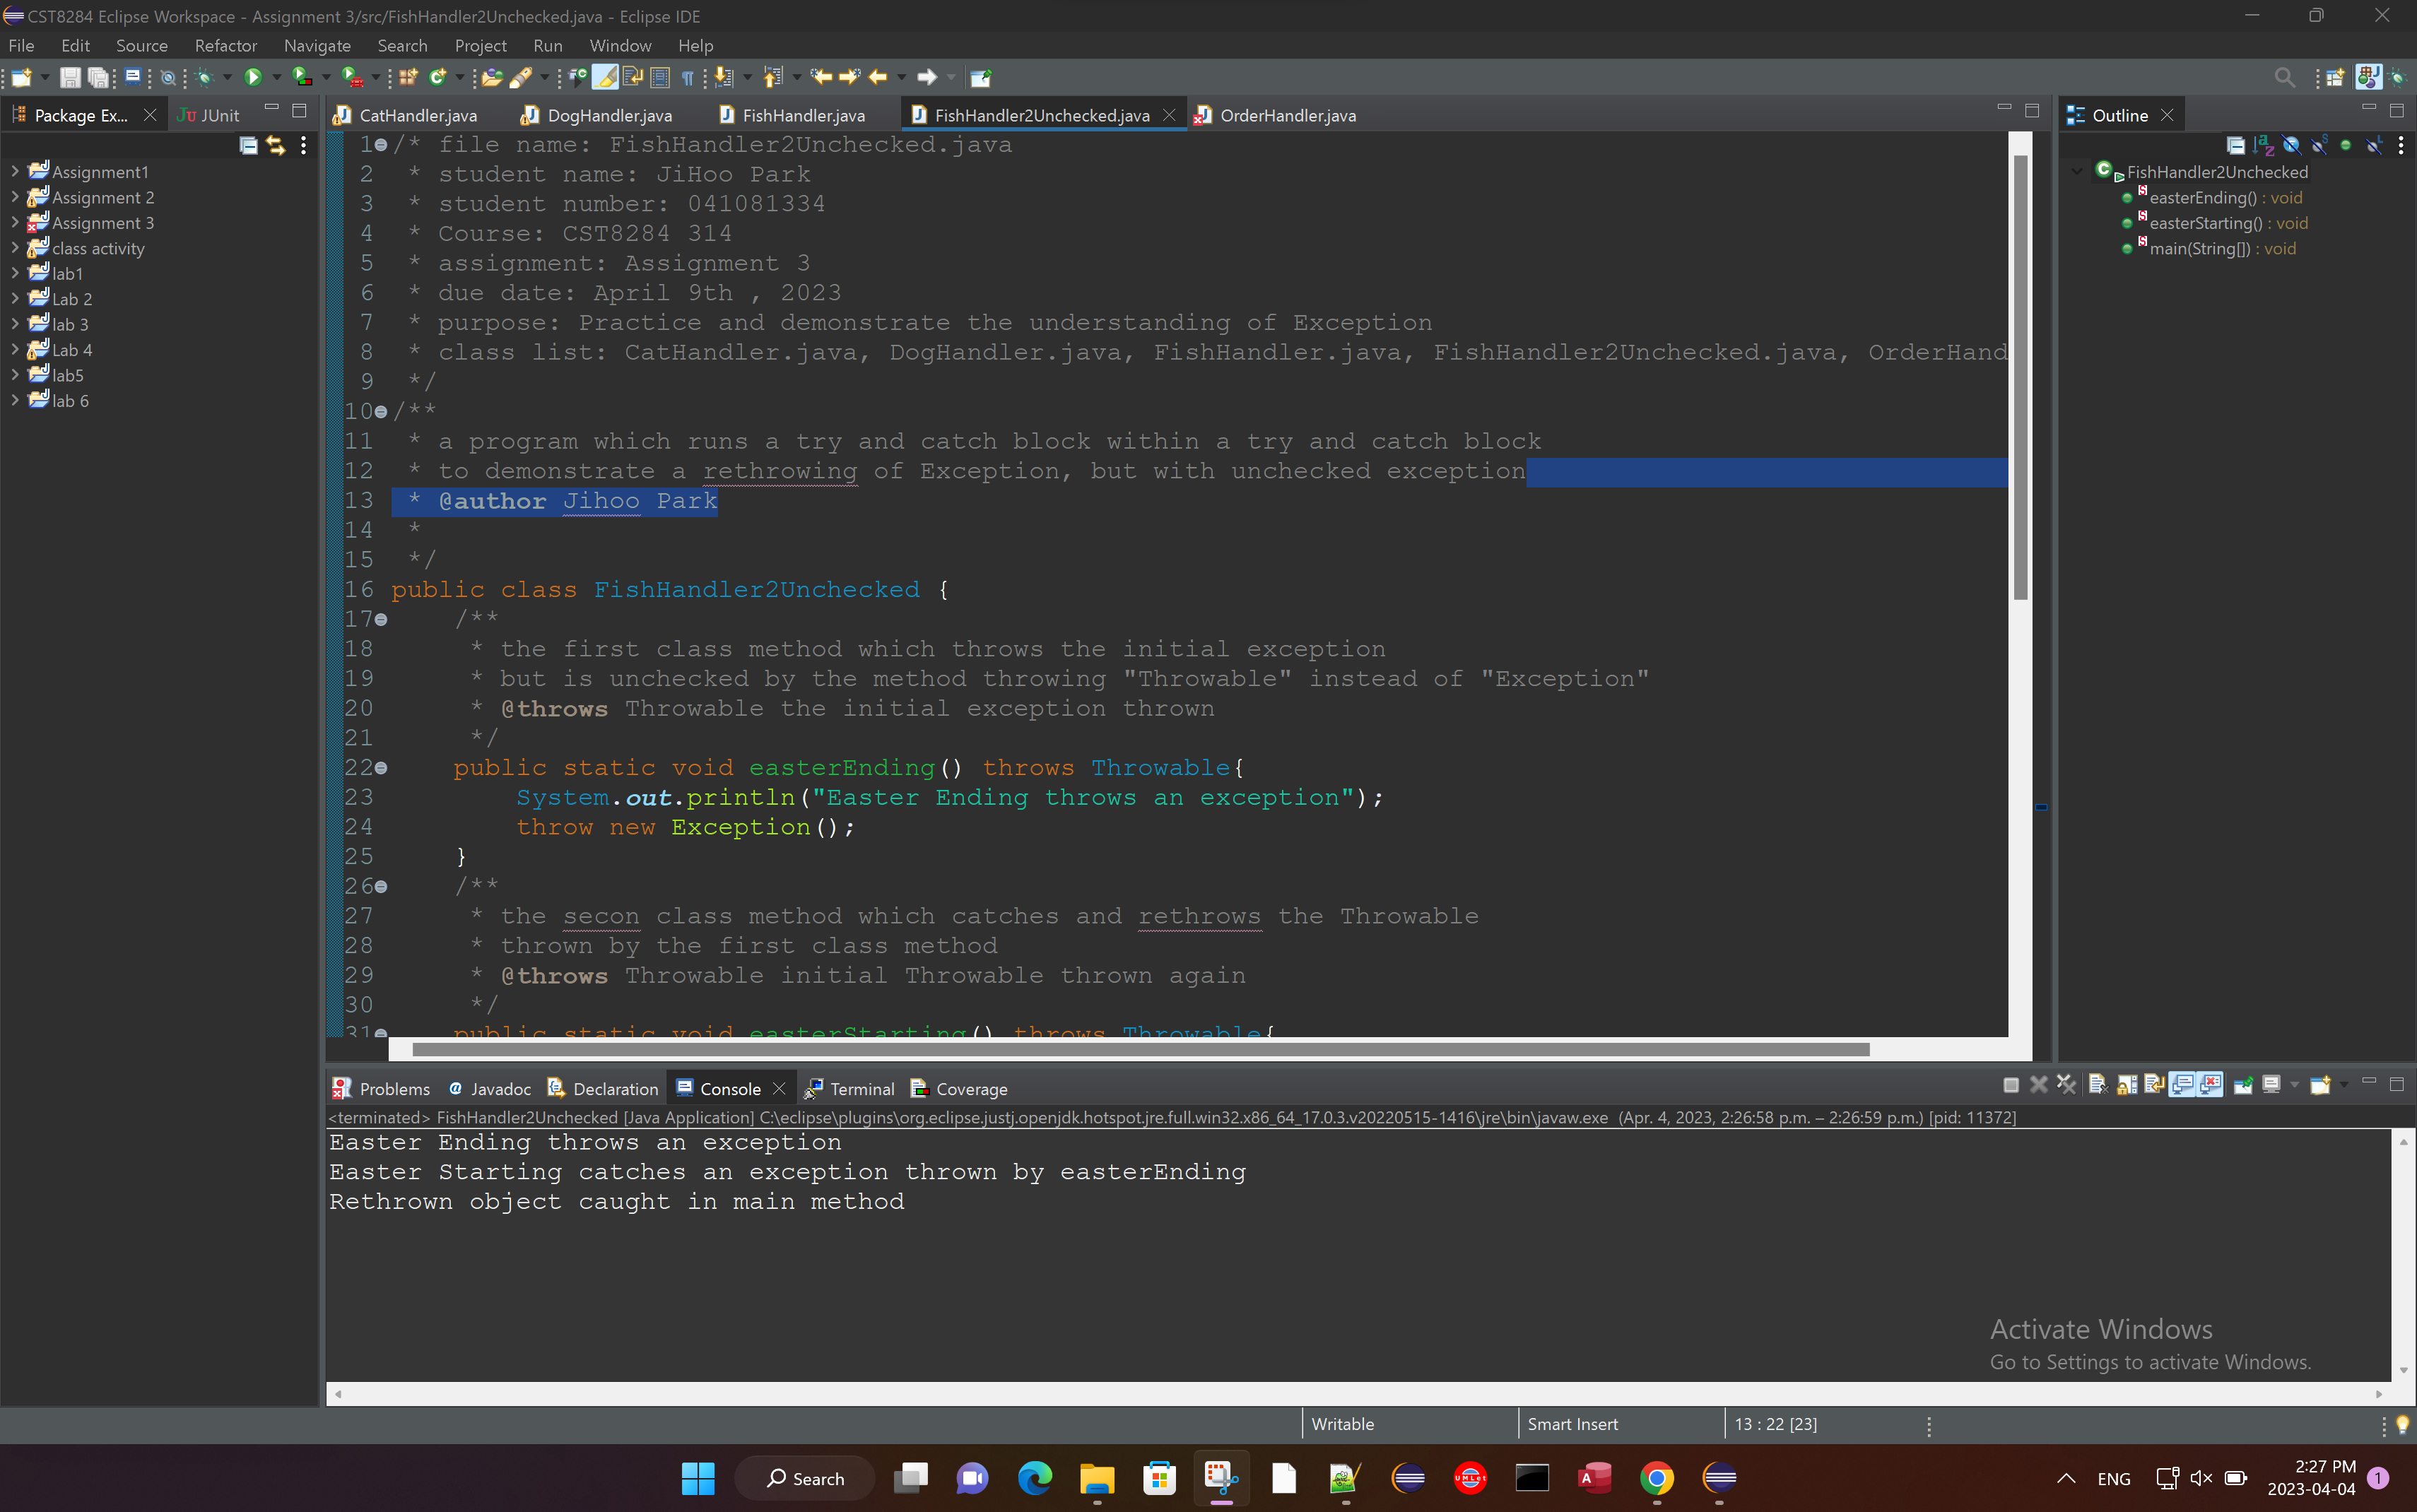 CST8284 Eclipse Workspace - Assignment 3/src/FishHandler2Unchecked.java - Eclipse IDE
File Edit Source Refactor Navigate Search Project Run Window Help
Package Ex... JUnit
CatHandler.java DogHandler.java FishHandler.java FishHandler2Unchecked.java OrderHandler.java
Outline
Assignment1
Assignment 2
Assignment 3
class activity
lab1
Lab 2
lab 3
Lab 4
lab5
lab 6
1 /* file name: FishHandler2Unchecked.java
2 * student name: JiHoo Park
3 * student number: 041081334
4 * Course: CST8284 314
5 * assignment: Assignment 3
6 * due date: April 9th , 2023
7 * purpose: Practice and demonstrate the understanding of Exception
8 * class list: CatHandler.java, DogHandler.java, FishHandler.java, FishHandler2Unchecked.java, OrderHand
9 */
10 /**
11 * a program which runs a try and catch block within a try and catch block
12 * to demonstrate a rethrowing of Exception, but with unchecked exception
13 * @author Jihoo Park
14 *
15 */
16 public class FishHandler2Unchecked {
17 /**
18 * the first class method which throws the initial exception
19 * but is unchecked by the method throwing "Throwable" instead of "Exception"
20 * @throws Throwable the initial exception thrown
21 */
22 public static void easterEnding() throws Throwable{
23 System.out.println("Easter Ending throws an exception");
24 throw new Exception();
25 }
26 /**
27 * the secon class method which catches and rethrows the Throwable
28 * thrown by the first class method
29 * @throws Throwable initial Throwable thrown again
30 */
31 public static void easterStarting() throws Throwable{
FishHandler2Unchecked
easterEnding() : void
easterStarting() : void
main(String[]) : void
Problems Javadoc Declaration Console Terminal Coverage
<terminated> FishHandler2Unchecked [Java Application] C:\eclipse\plugins\org.eclipse.justj.openjdk.hotspot.jre.full.win32.x86_64_17.0.3.v20220515-1416\jre\bin\javaw.exe (Apr. 4, 2023, 2:26:58 p.m. – 2:26:59 p.m.) [pid: 11372]
Easter Ending throws an exception
Easter Starting catches an exception thrown by easterEnding
Rethrown object caught in main method
Activate Windows
Go to Settings to activate Windows.
Writable Smart Insert 13 : 22 [23]
Search
ENG
2:27 PM
2023-04-04
1